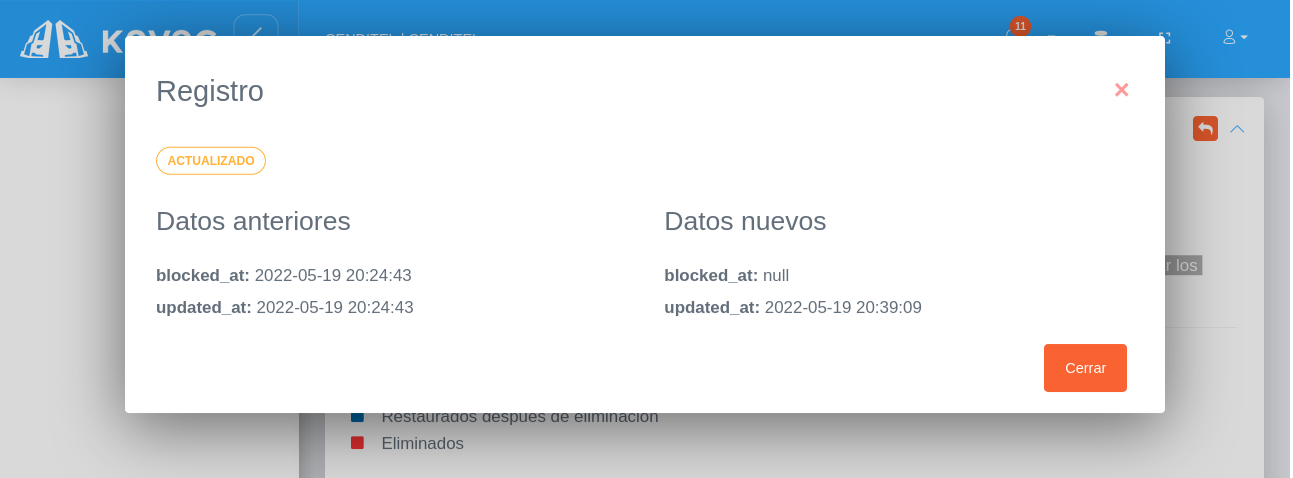 11
Registro
ACTUALIZADO
Datos anteriores
Datos nuevos
blocked_at: 2022-05-19 20:24:43
blocked_at: null
updated_at: 2022-05-19 20:24:43
updated_at: 2022-05-19 20:39:09
los
Cerrar
Restaurados después de eliminación
Eliminados